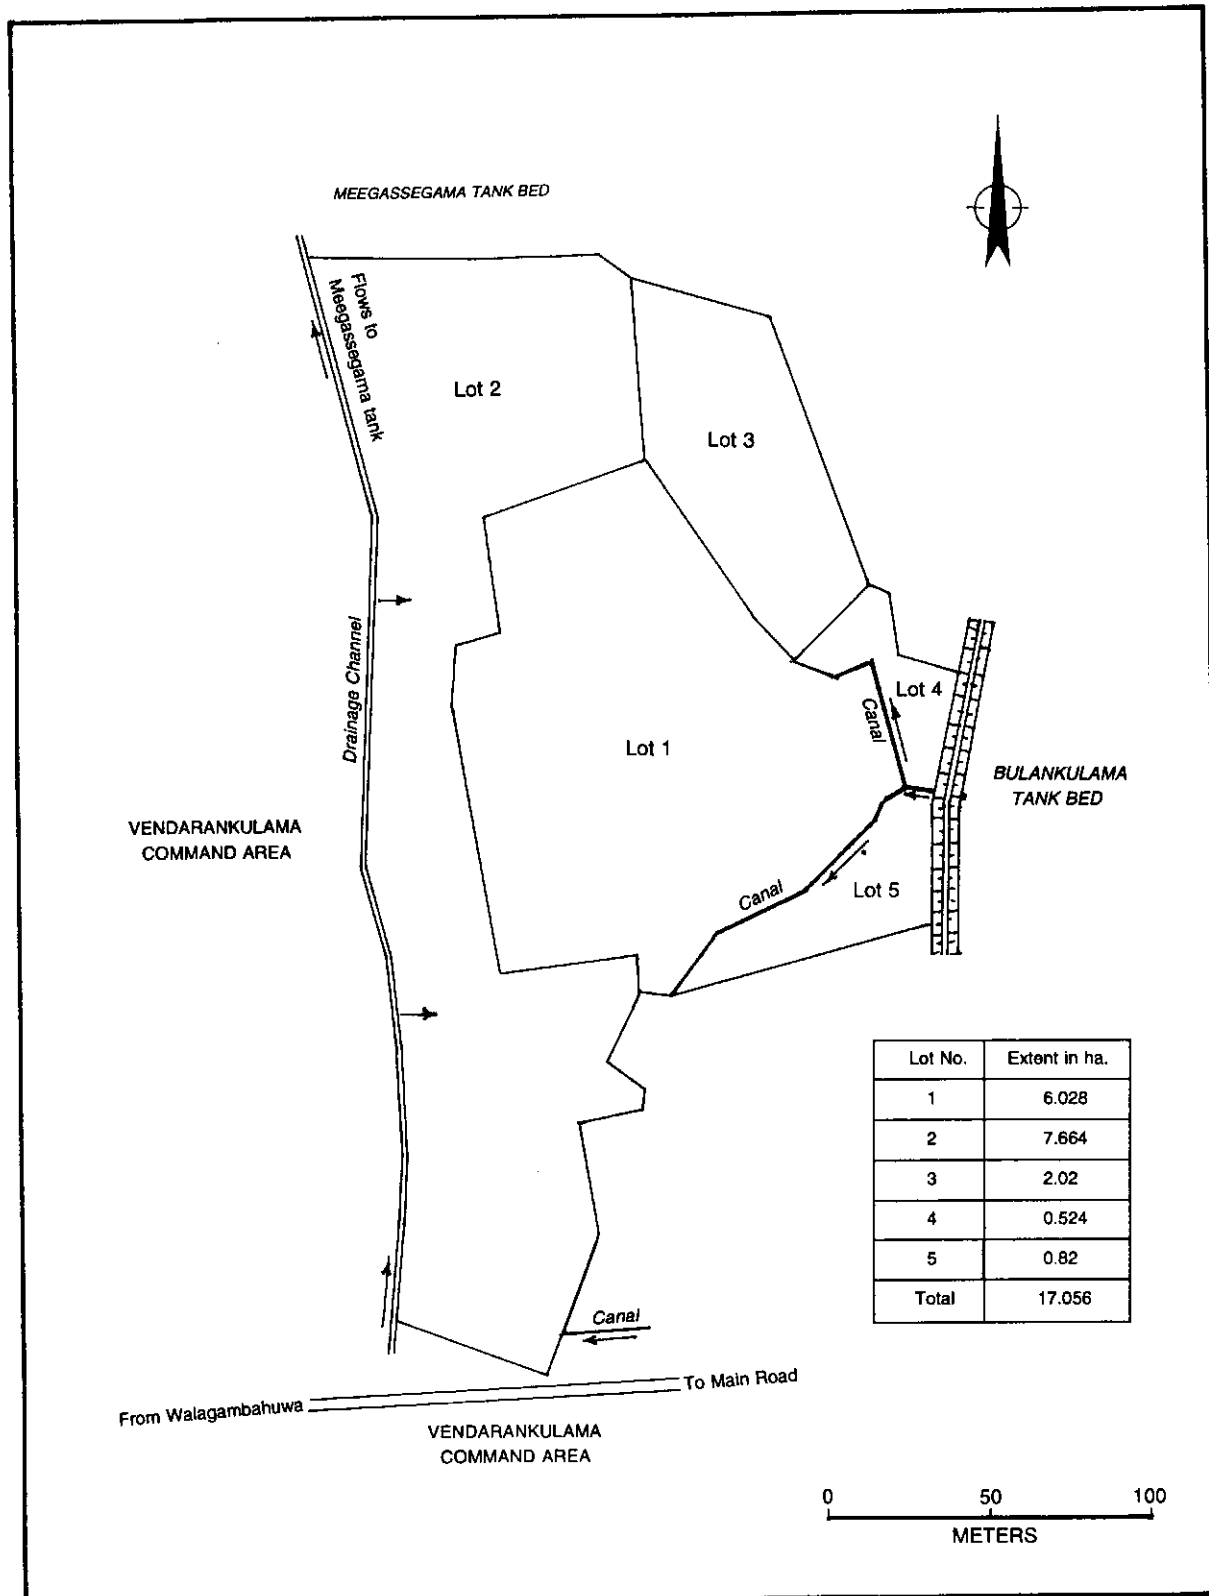 MEEGASSEGAMA TANK BED
Flows to
Meegassegama tank
Lot 2
Lot 3
Drainage Channel
Lot 4
Canal
Lot 1
BULANKULAMA
TANK BED
VENDARANKULAMA
COMMAND AREA
Lot 5
Canal
Lot No. Extent in ha.
1 6.028
2 7.664
3 2.02
4 0.524
5 0.82
Total 17.056
Canal
From Walagambahuwa
To Main Road
VENDARANKULAMA
COMMAND AREA
0 50 100
METERS